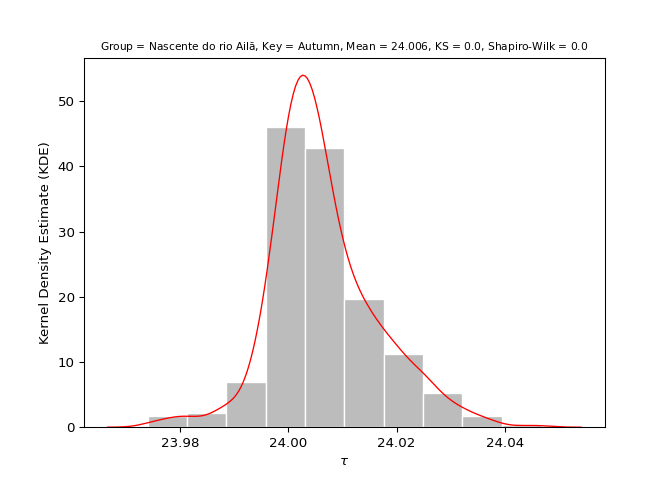 Group = Nascente do rio Ailã, Key = Autumn, Mean = 24.006, KS = 0.0, Shapiro-Wilk = 0.0
Kernel Density Estimate (KDE)
50
40
30
20
10
0
23.98 24.00 24.02 24.04
τ